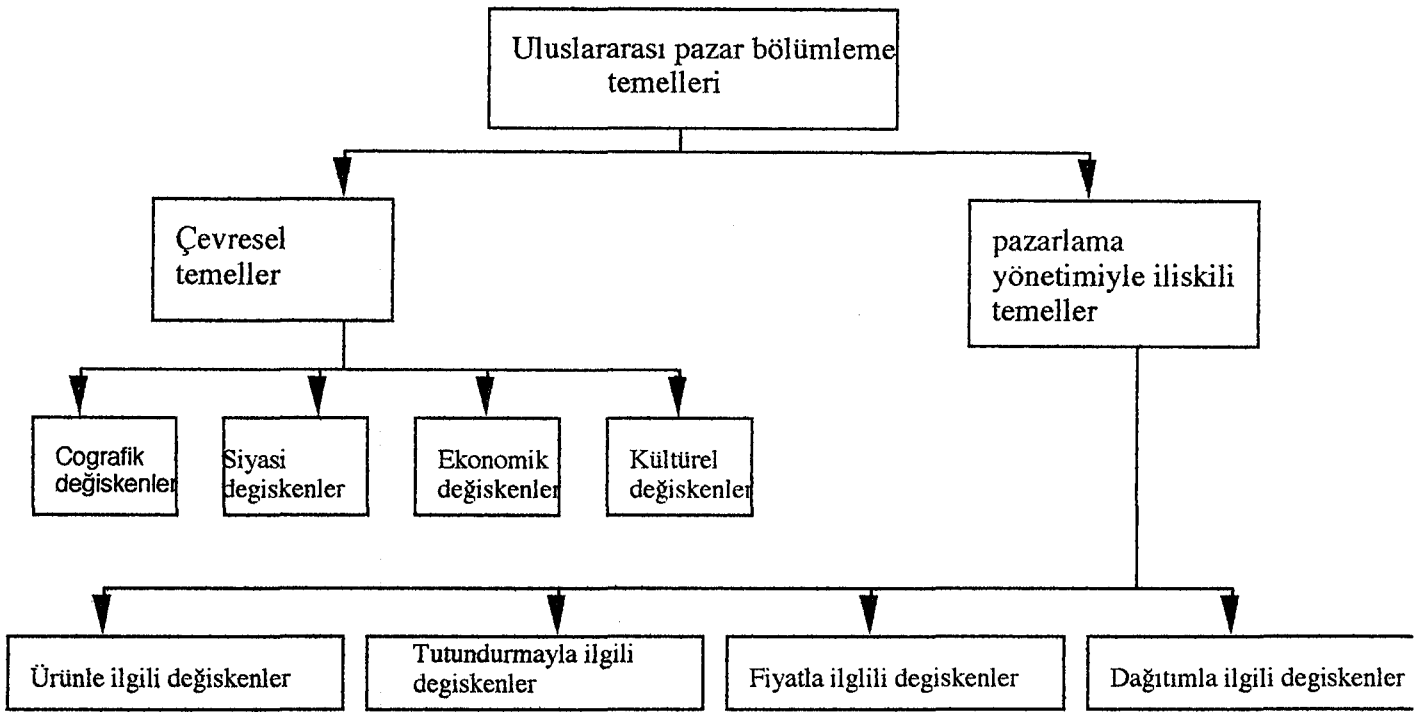 Uluslararası pazar bölümleme
temelleri
Çevresel
temeller
pazarlama
yönetimiyle iliskili
temeller
Cografik
değiskenler
Siyasi
degiskenler
Ekonomik
değiskenler
Kültürel
değiskenler
Ürünle ilgili değiskenler
Tutundurmayla ilgili
degiskenler
Fiyatla ilglili degiskenler
Dağıtımla ilgili degiskenler